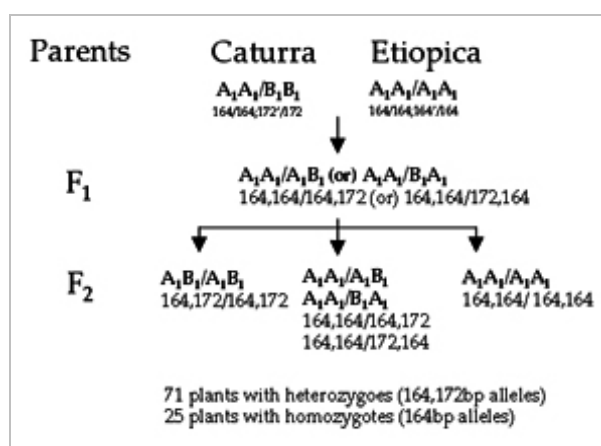 Parents Caturra Etiopica
A₁A₁/B₁B₁ A₁A₁/A₁A₁
164/164,172'/172 164/164,164'/164
F₁ A₁A₁/A₁B₁ (or) A₁A₁/B₁A₁
164,164/164,172 (or) 164,164/172,164
F₂ A₁B₁/A₁B₁ A₁A₁/A₁B₁ A₁A₁/A₁A₁
164,172/164,172 A₁A₁/B₁A₁ 164,164/ 164,164
164,164/164,172
164,164/172,164
71 plants with heterozygoes (164,172bp alleles)
25 plants with homozygotes (164bp alleles)